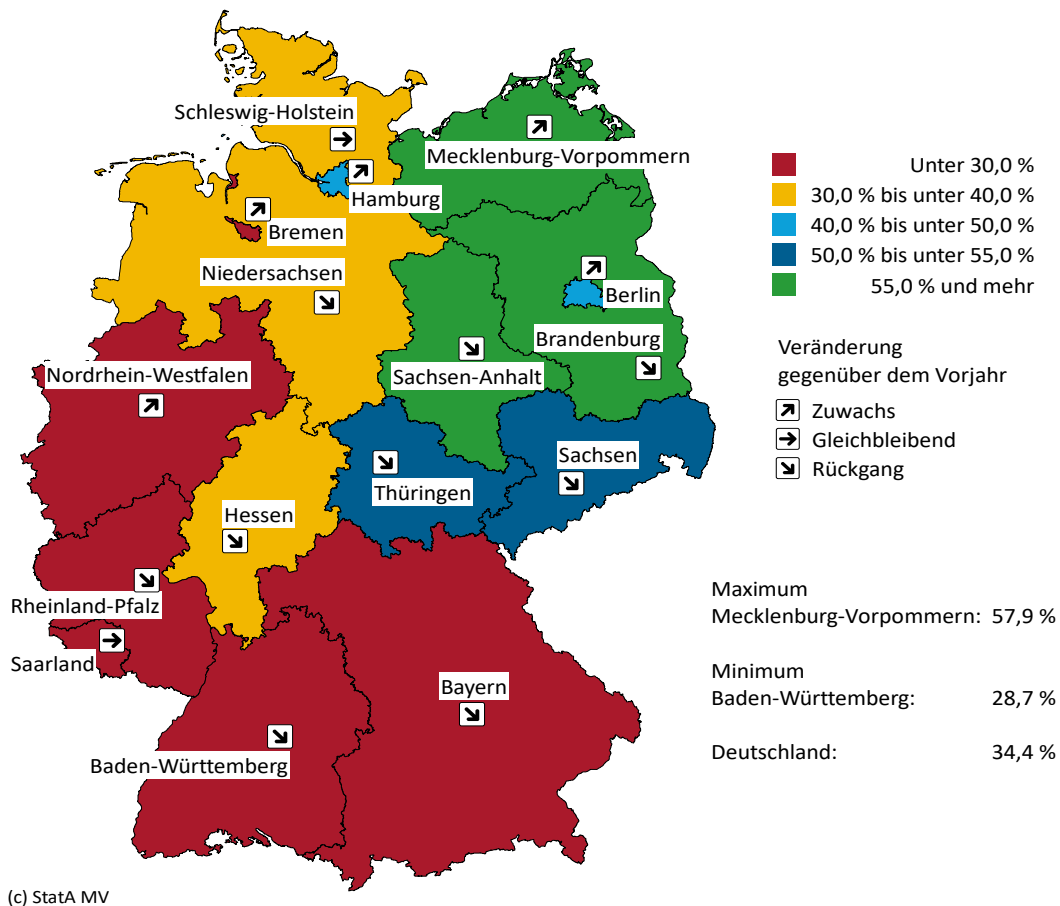 Schleswig-Holstein
Mecklenburg-Vorpommern
Hamburg
Bremen
Niedersachsen
Berlin
Brandenburg
Nordrhein-Westfalen
Sachsen-Anhalt
Sachsen
Thüringen
Hessen
Rheinland-Pfalz
Saarland
Bayern
Baden-Württemberg
Unter 30,0 %
30,0 % bis unter 40,0 %
40,0 % bis unter 50,0 %
50,0 % bis unter 55,0 %
55,0 % und mehr
Veränderung
gegenüber dem Vorjahr
Zuwachs
Gleichbleibend
Rückgang
Maximum
Mecklenburg-Vorpommern: 57,9 %
Minimum
Baden-Württemberg: 28,7 %
Deutschland: 34,4 %
(c) StatA MV